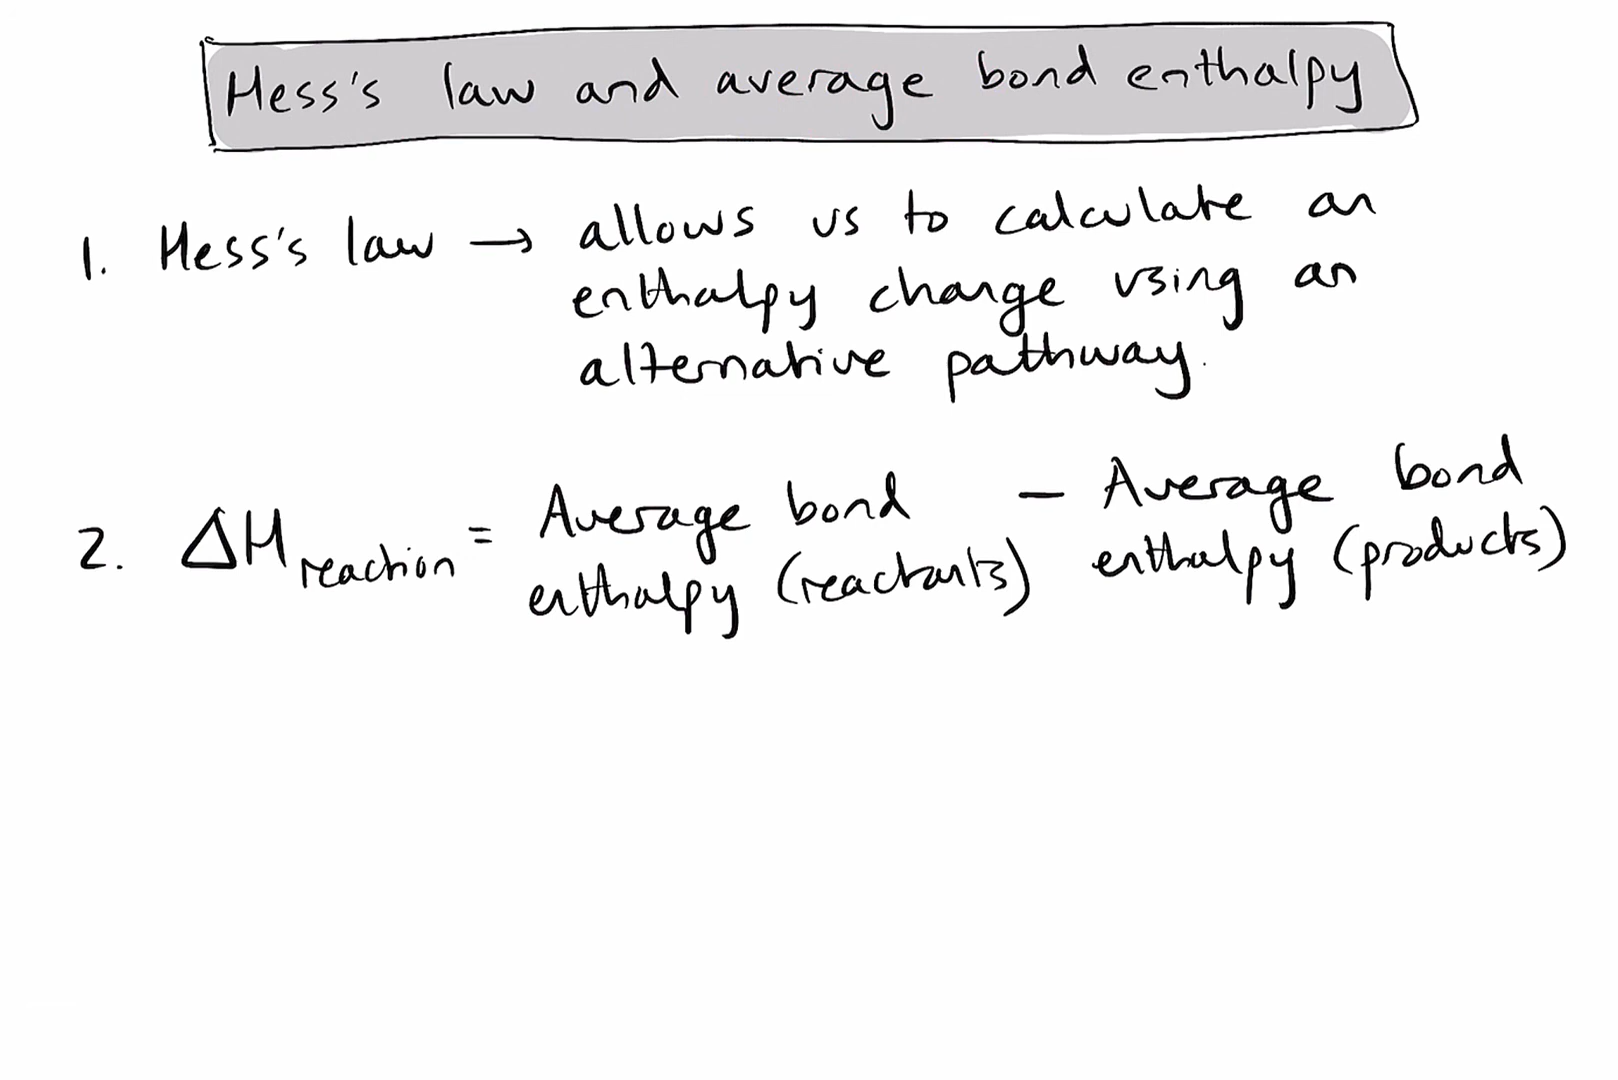 Hess's law and average bond enthalpy
1. Hess's law → allows us to calculate an
enthalpy change using an
alternative pathway.
2. ΔH reaction = Average bond – Average bond
enthalpy (reactants) enthalpy (products)